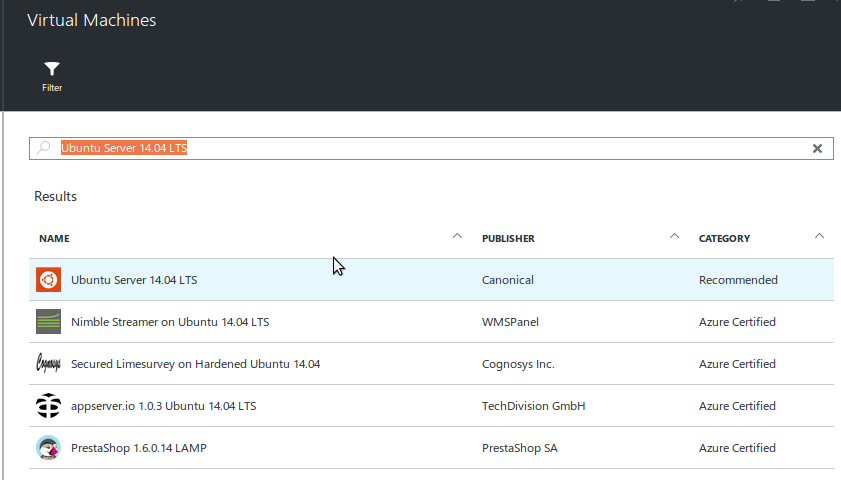 Virtual Machines
Filter
Ubuntu Server 14.04 LTS
Results
NAME PUBLISHER CATEGORY
Ubuntu Server 14.04 LTS Canonical Recommended
Nimble Streamer on Ubuntu 14.04 LTS WMSPanel Azure Certified
Cognosys Secured Limesurvey on Hardened Ubuntu 14.04 Cognosys Inc. Azure Certified
appserver.io 1.0.3 Ubuntu 14.04 LTS TechDivision GmbH Azure Certified
PrestaShop 1.6.0.14 LAMP PrestaShop SA Azure Certified